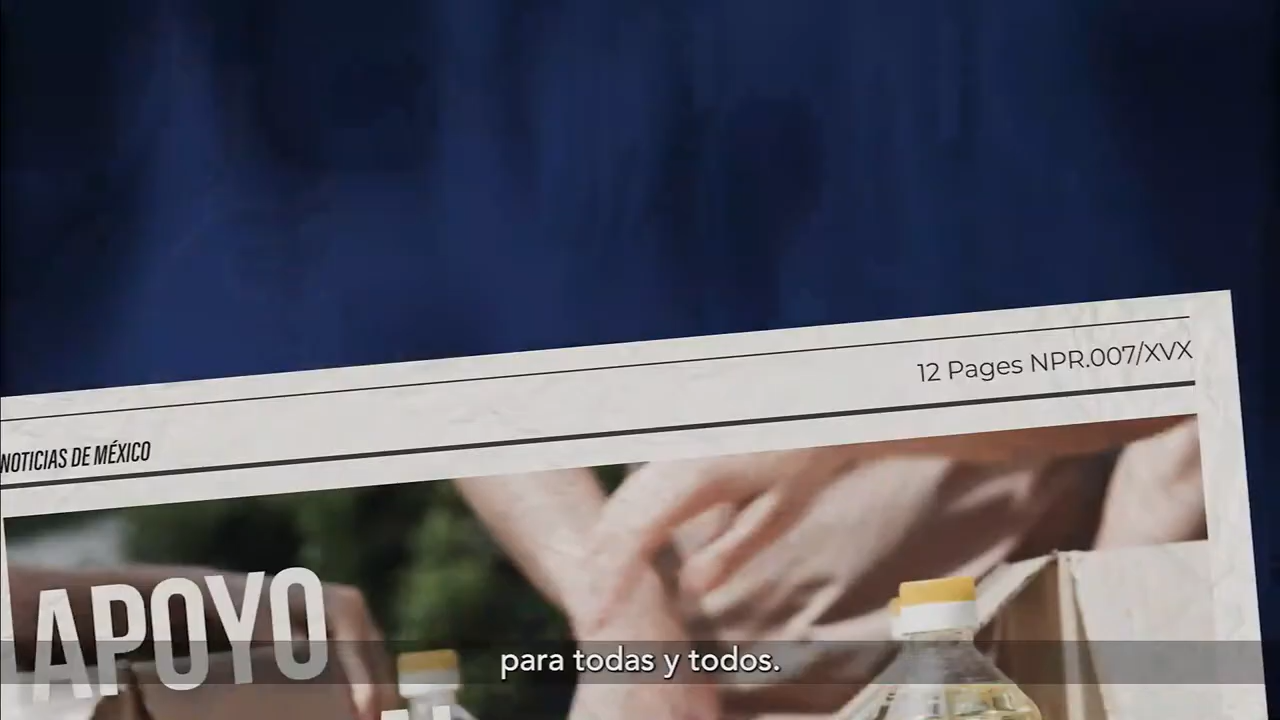 12 Pages NPR.007/XVX
NOTICIAS DE MÉXICO
APOYO
para todas y todos.